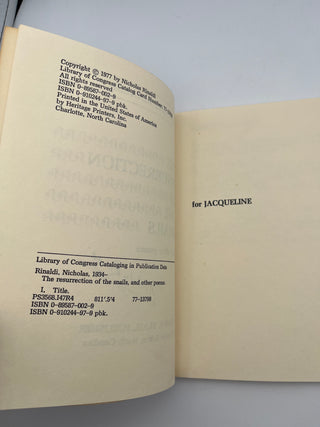 Copyright © 1977 by Nicholas Rinaldi
Library of Congress Catalog Card Number: 
All rights reserved
ISBN 0-89587-002-9
ISBN 0-910244-97-9 pbk.
Printed in the United States of America
by Heritage Printers, Inc.
Charlotte, North Carolina
for JACQUELINE
Library of Congress Cataloging in Publication Data
Rinaldi, Nicholas, 1934–
The resurrection of the snails, and other poems.
I. Title.
PS3568.I47R4 811'.5'4 77-13798
ISBN 0-89587-002-9
ISBN 0-910244-97-9 pbk.